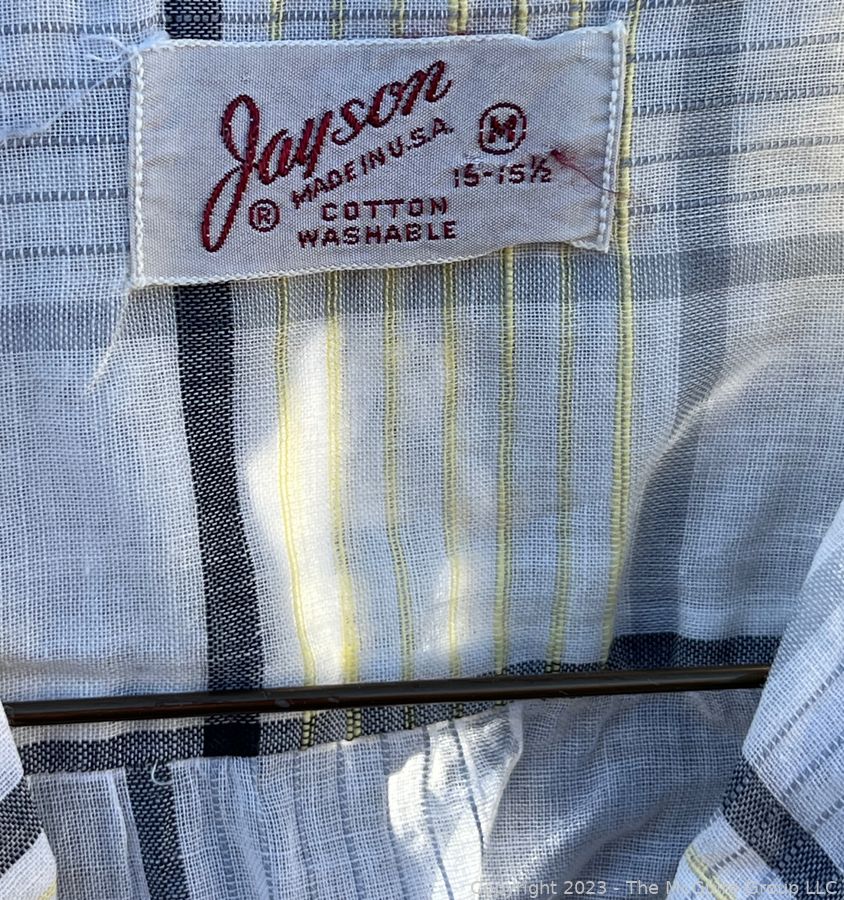 Jayson
MADE IN U.S.A.
M
15-15½
®
COTTON
WASHABLE
Copyright 2023 - The McGuire Group LLC